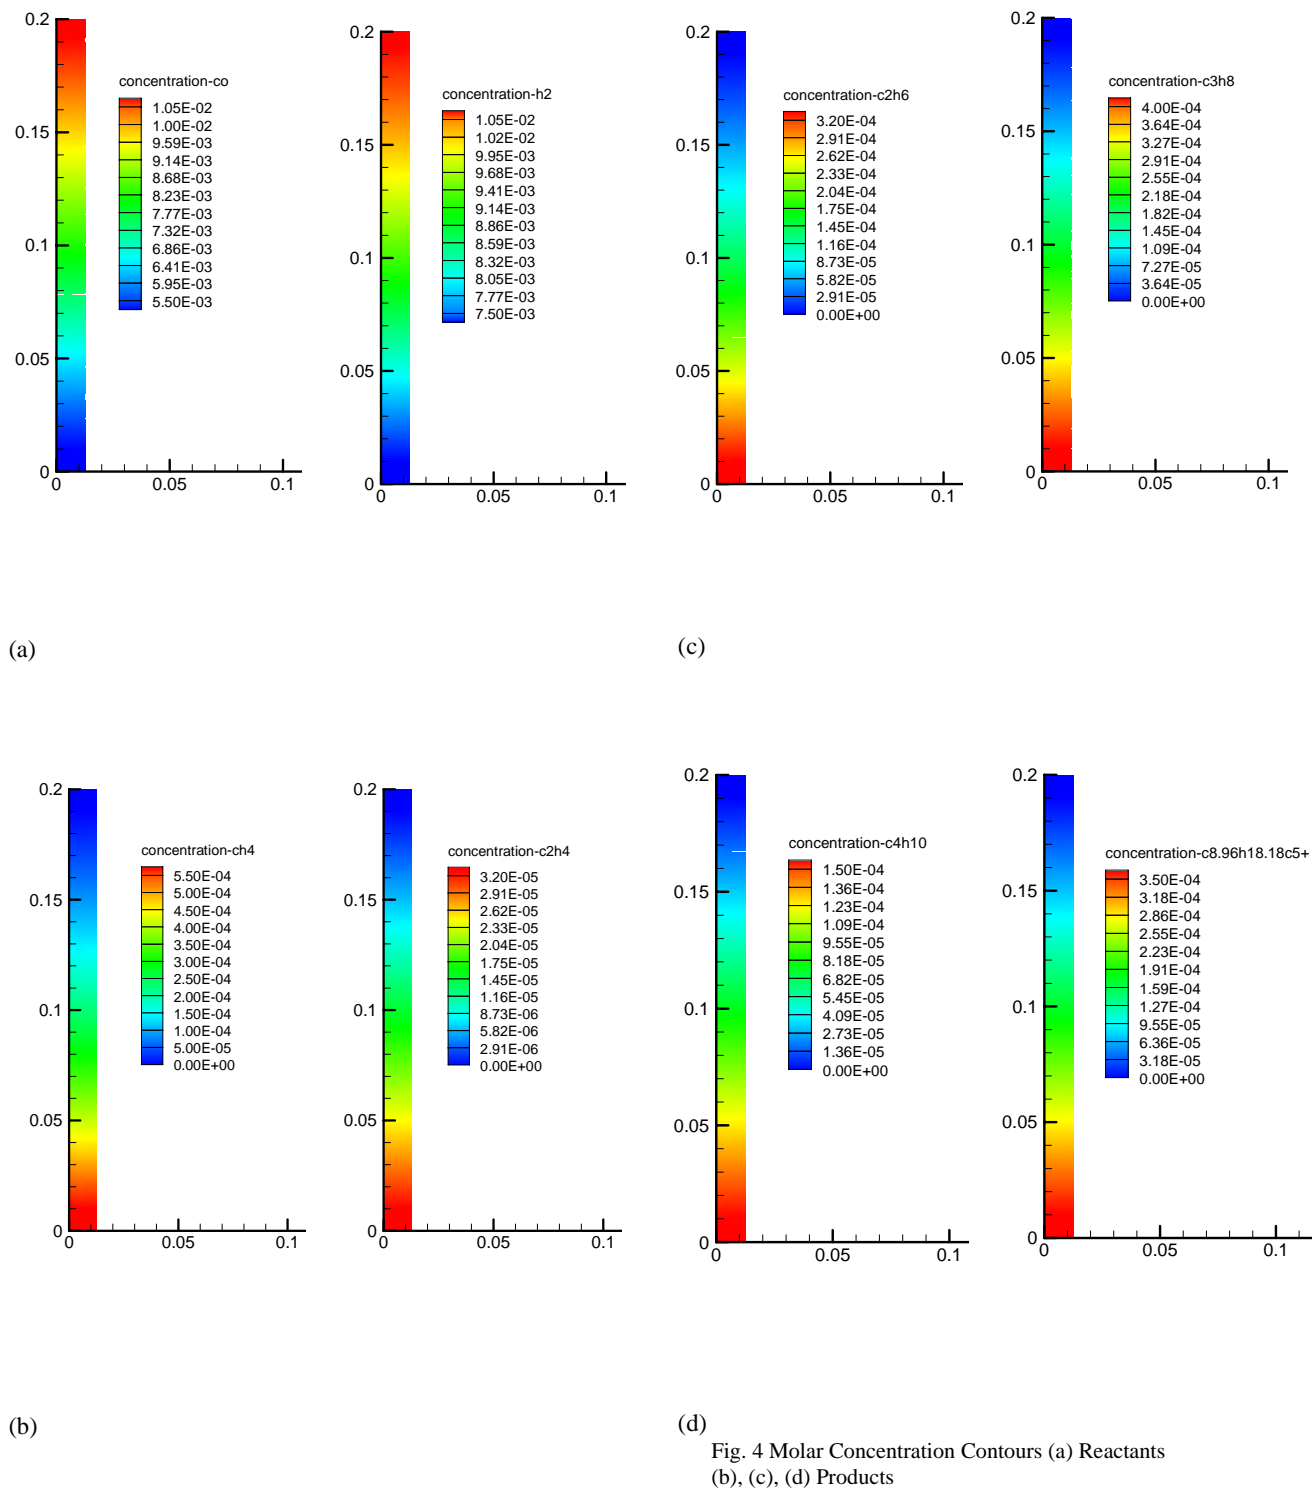 concentration-co
1.05E-02
1.00E-02
9.59E-03
9.14E-03
8.68E-03
8.23E-03
7.77E-03
7.32E-03
6.86E-03
6.41E-03
5.95E-03
5.50E-03
0.2
0.15
0.1
0.05
0
0
0.05
0.1
concentration-h2
1.05E-02
1.02E-02
9.95E-03
9.68E-03
9.41E-03
9.14E-03
8.86E-03
8.59E-03
8.32E-03
8.05E-03
7.77E-03
7.50E-03
0.2
0.15
0.1
0.05
0
0
0.05
0.1
(a)
concentration-ch4
5.50E-04
5.00E-04
4.50E-04
4.00E-04
3.50E-04
3.00E-04
2.50E-04
2.00E-04
1.50E-04
1.00E-04
5.00E-05
0.00E+00
0.2
0.15
0.1
0.05
0
0
0.05
0.1
concentration-c2h4
3.20E-05
2.91E-05
2.62E-05
2.33E-05
2.04E-05
1.75E-05
1.45E-05
1.16E-05
8.73E-06
5.82E-06
2.91E-06
0.00E+00
0.2
0.15
0.1
0.05
0
0
0.05
0.1
(b)
concentration-c2h6
3.20E-04
2.91E-04
2.62E-04
2.33E-04
2.04E-04
1.75E-04
1.45E-04
1.16E-04
8.73E-05
5.82E-05
2.91E-05
0.00E+00
0.2
0.15
0.1
0.05
0
0
0.05
0.1
concentration-c3h8
4.00E-04
3.64E-04
3.27E-04
2.91E-04
2.55E-04
2.18E-04
1.82E-04
1.45E-04
1.09E-04
7.27E-05
3.64E-05
0.00E+00
0.2
0.15
0.1
0.05
0
0
0.05
0.1
(c)
concentration-c4h10
1.50E-04
1.36E-04
1.23E-04
1.09E-04
9.55E-05
8.18E-05
6.82E-05
5.45E-05
4.09E-05
2.73E-05
1.36E-05
0.00E+00
0.2
0.15
0.1
0.05
0
0
0.05
0.1
concentration-c8.96h18.18c5+
3.50E-04
3.18E-04
2.86E-04
2.55E-04
2.23E-04
1.91E-04
1.59E-04
1.27E-04
9.55E-05
6.36E-05
3.18E-05
0.00E+00
0.2
0.15
0.1
0.05
0
0
0.05
0.1
(d)
Fig. 4 Molar Concentration Contours (a) Reactants
(b), (c), (d) Products